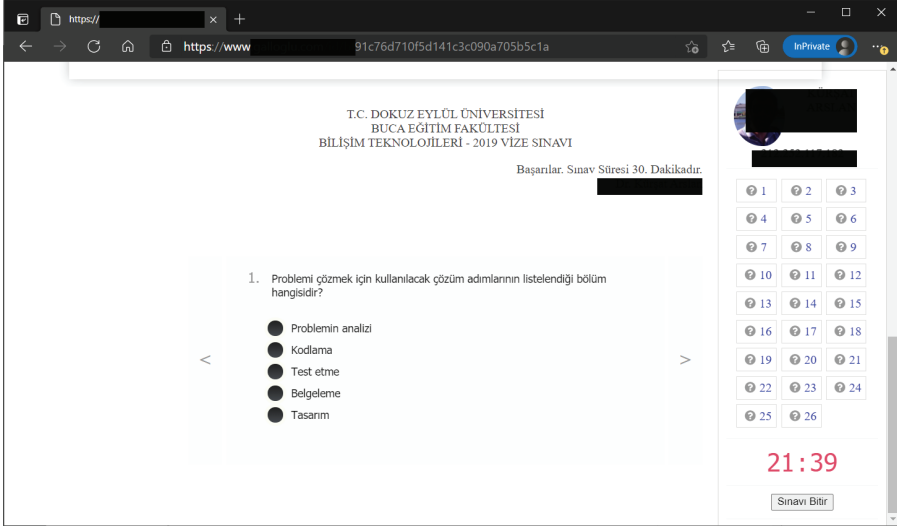 https://
https://www
91c76d710f5d141c3c090a705b5c1a
InPrivate
T.C. DOKUZ EYLÜL ÜNİVERSİTESİ
BUCA EĞİTİM FAKÜLTESİ
BİLİŞİM TEKNOLOJİLERİ - 2019 VİZE SINAVI
Başarılar. Sınav Süresi 30. Dakikadır.
1. Problemi çözmek için kullanılacak çözüm adımlarının listelendiği bölüm
hangisidir?
Problemin analizi
Kodlama
Test etme
Belgeleme
Tasarım
< >
1 2 3
4 5 6
7 8 9
10 11 12
13 14 15
16 17 18
19 20 21
22 23 24
25 26
21:39
Sınavı Bitir